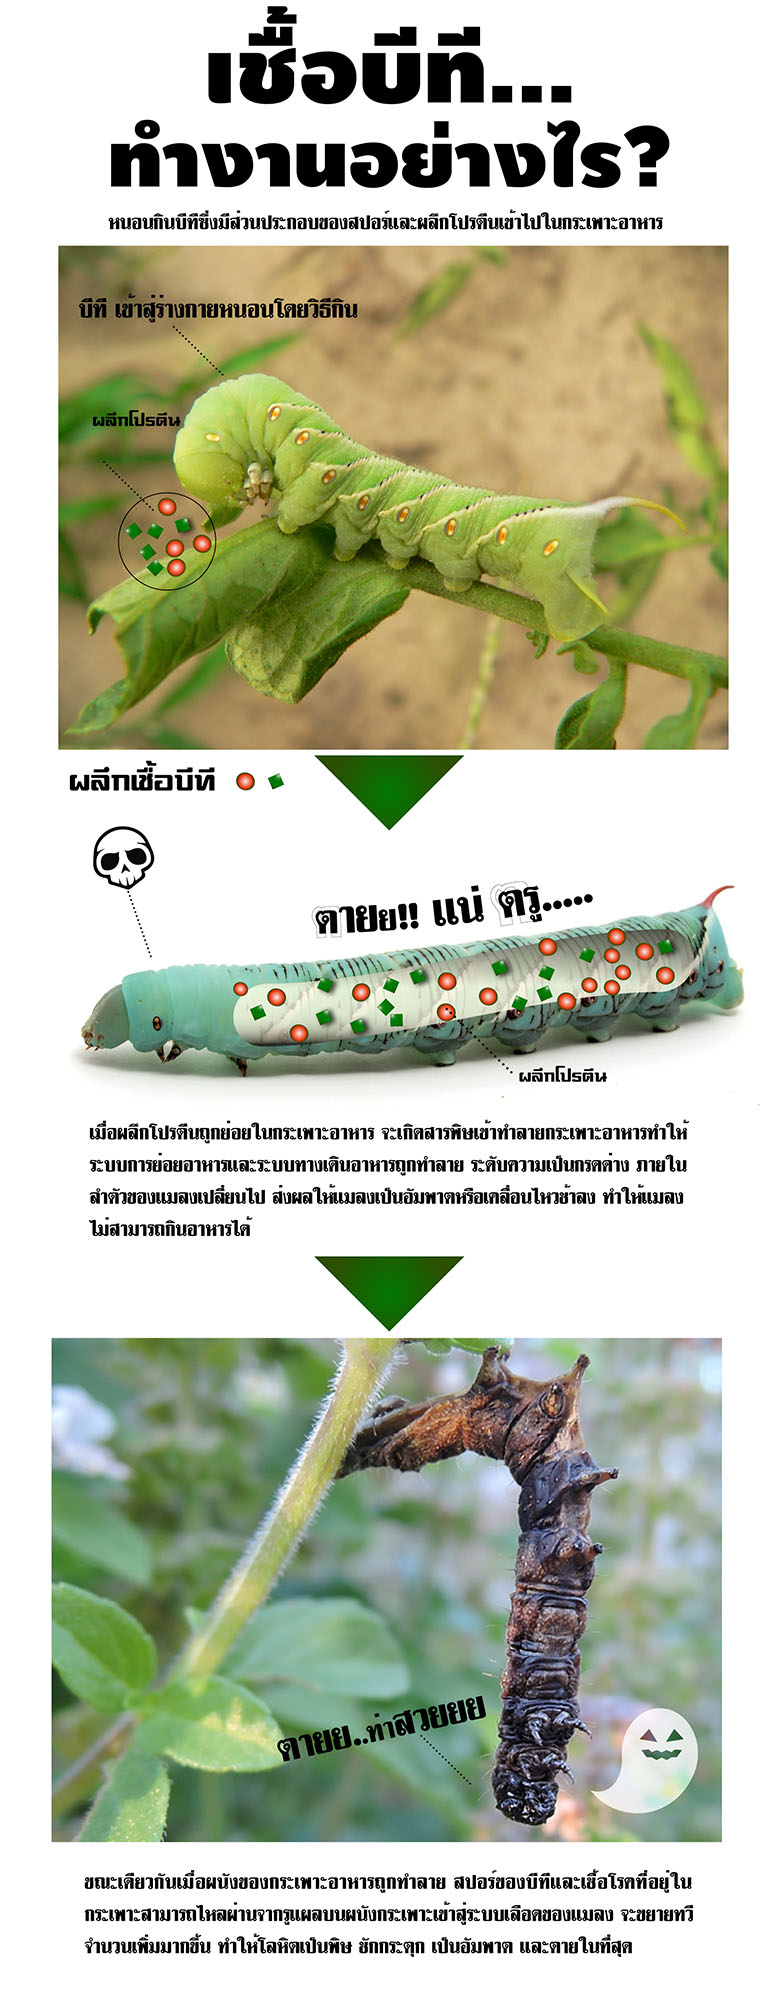 เชื้อบีที...
ทำงานอย่างไร?
หนอนกินบีทีซึ่งมีส่วนประกอบของสปอร์และผลึกโปรตีนเข้าไปในกระเพาะอาหาร
บีที เข้าสู่ร่างกายหนอนโดยวิธีกิน
ผลึกโปรตีน
ผลึกเชื้อบีที
ตายย!! แน่ ตรู.....
ผลึกโปรตีน
เมื่อผลึกโปรตีนถูกย่อยในกระเพาะอาหาร จะเกิดสารพิษเข้าทำลายกระเพาะอาหารทำให้
ระบบการย่อยอาหารและระบบทางเดินอาหารถูกทำลาย ระดับความเป็นกรดด่าง ภายใน
ลำตัวของแมลงเปลี่ยนไป ส่งผลให้แมลงเป็นอัมพาตหรือเคลื่อนไหวช้าลง ทำให้แมลง
ไม่สามารถกินอาหารได้
ตายย..ท่าสวยยย
ขณะเดียวกันเมื่อผนังของกระเพาะอาหารถูกทำลาย สปอร์ของบีทีและเชื้อโรคที่อยู่ใน
กระเพาะสามารถไหลผ่านจากรูแผลบนผนังกระเพาะเข้าสู่ระบบเลือดของแมลง จะขยายทวี
จำนวนเพิ่มมากขึ้น ทำให้โลหิตเป็นพิษ ชักกระตุก เป็นอัมพาต และตายในที่สุด